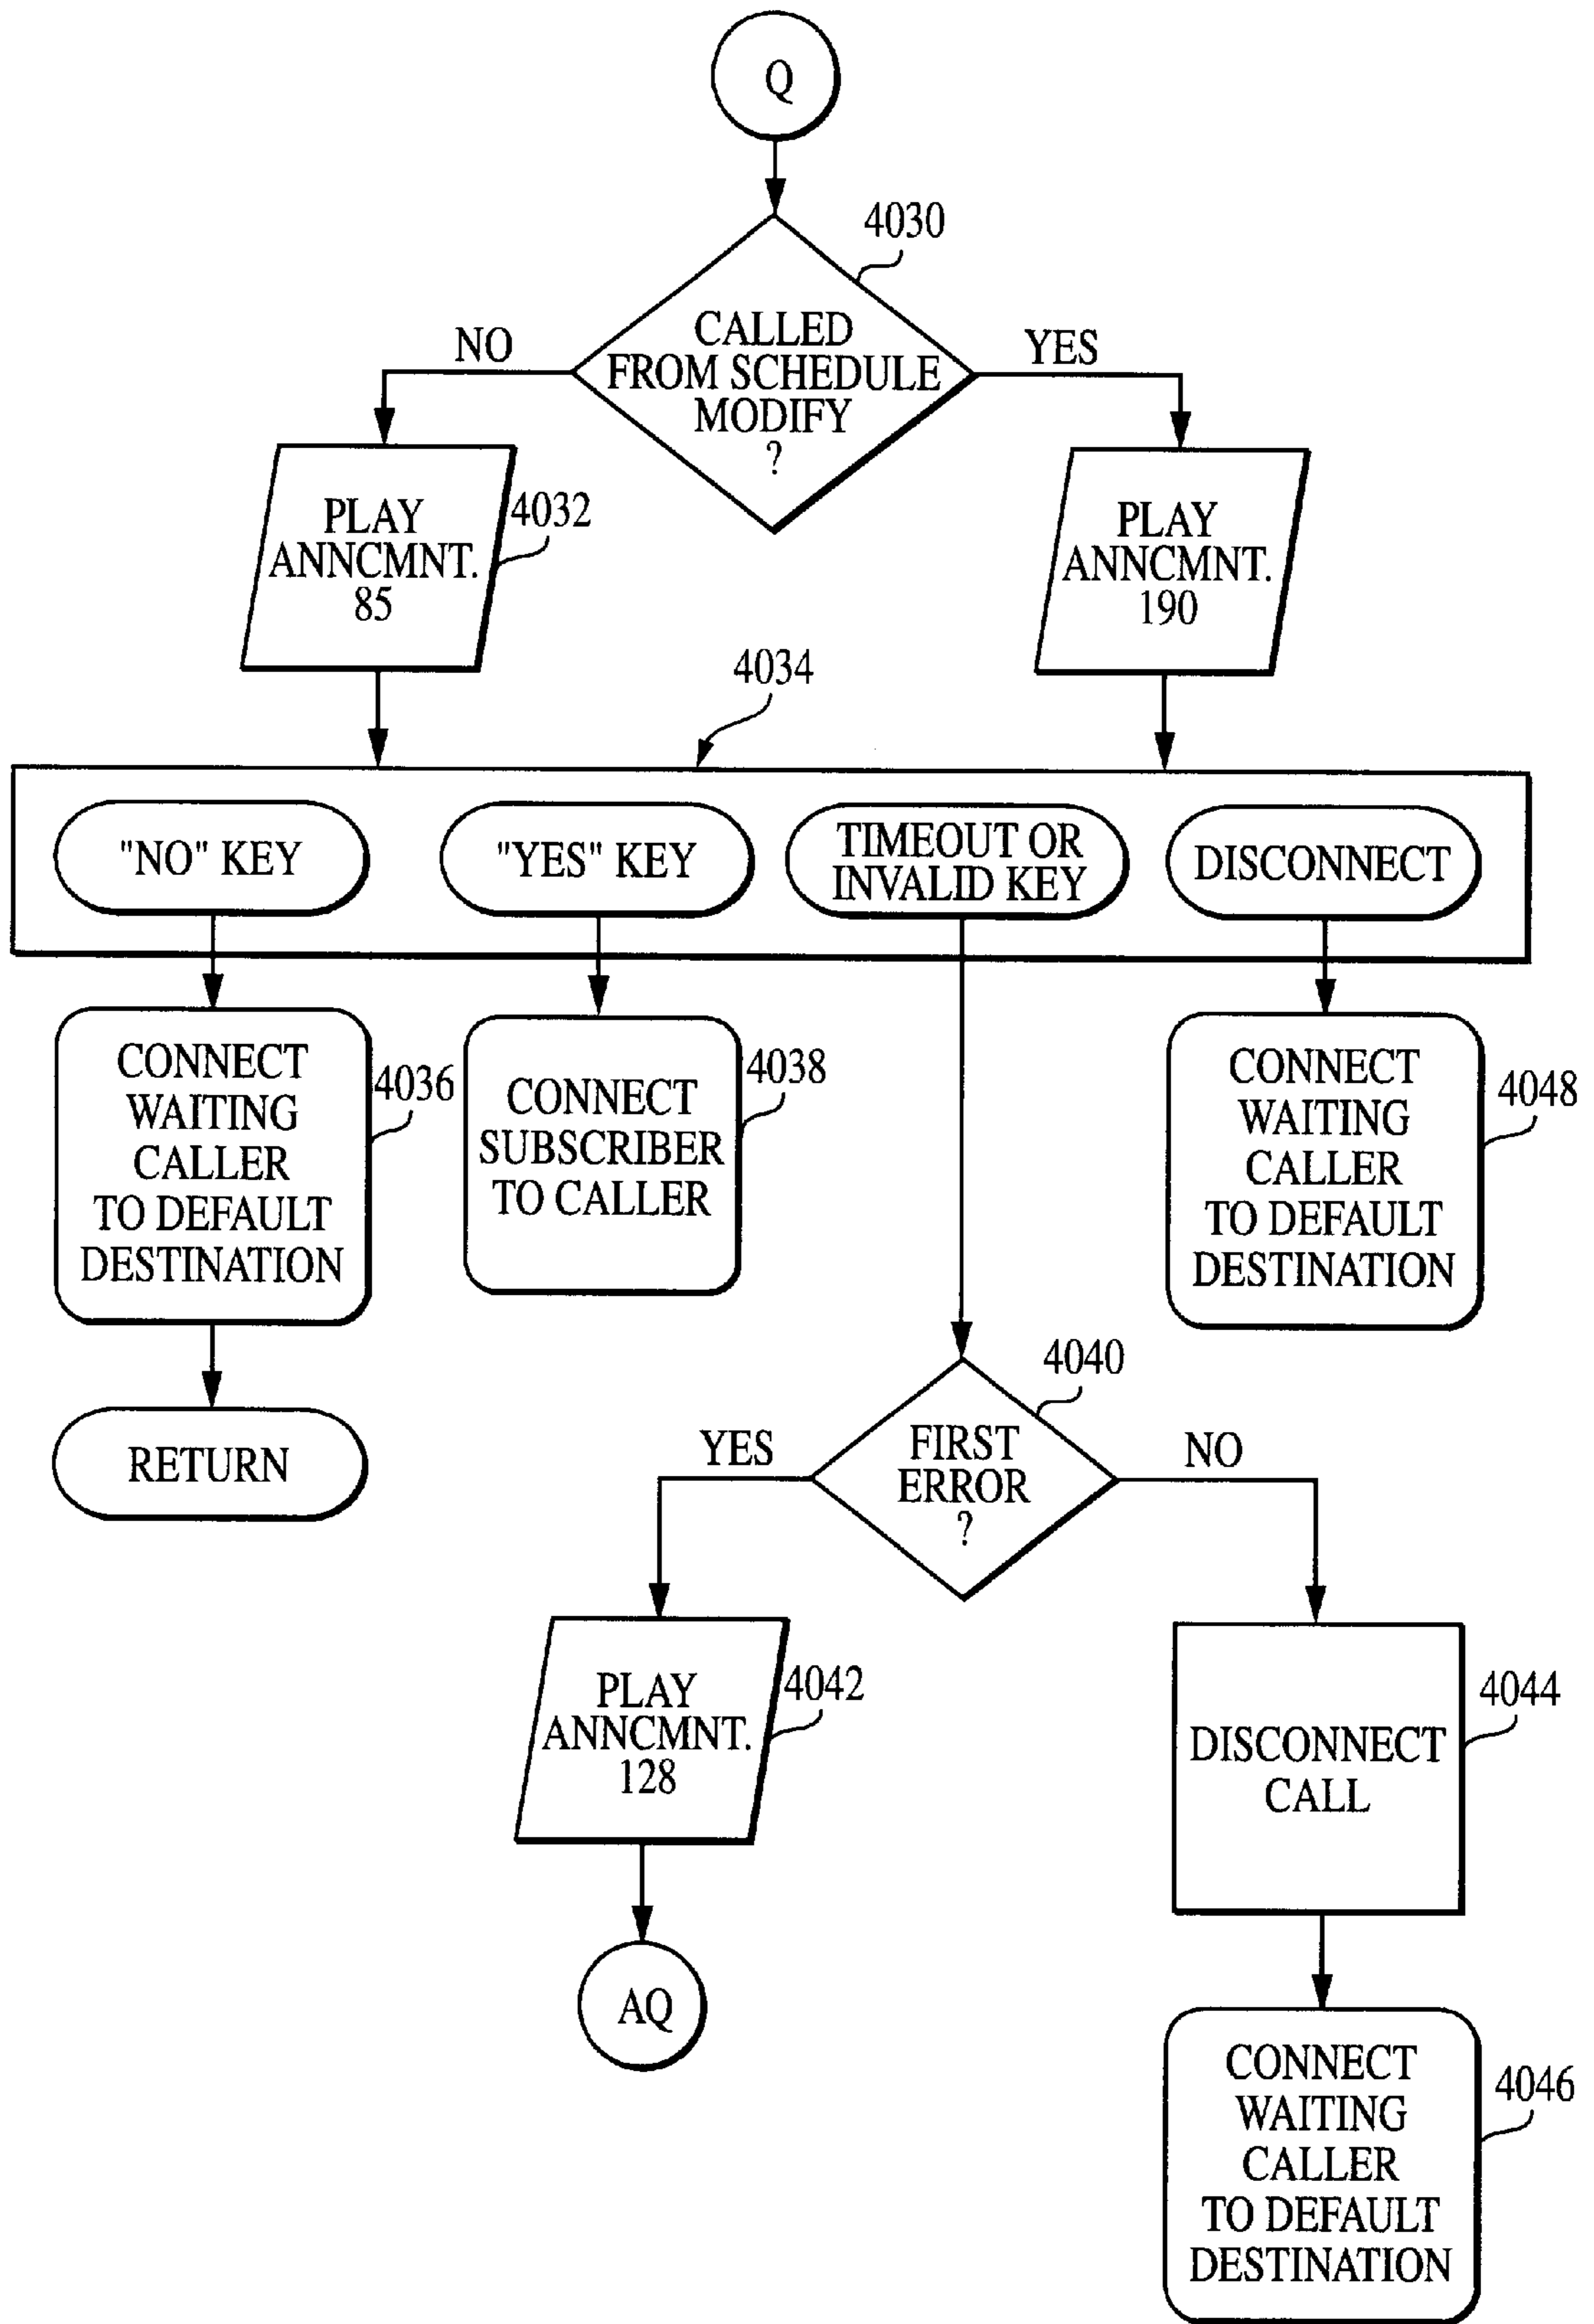 Q
4030
CALLED
FROM SCHEDULE
MODIFY
?
NO
YES
PLAY
ANNCMNT.
85
4032
PLAY
ANNCMNT.
190
4034
"NO" KEY
"YES" KEY
TIMEOUT OR
INVALID KEY
DISCONNECT
CONNECT
WAITING
CALLER
TO DEFAULT
DESTINATION
4036
CONNECT
SUBSCRIBER
TO CALLER
4038
CONNECT
WAITING
CALLER
TO DEFAULT
DESTINATION
4048
RETURN
4040
FIRST
ERROR
?
YES
NO
PLAY
ANNCMNT.
128
4042
DISCONNECT
CALL
4044
AQ
CONNECT
WAITING
CALLER
TO DEFAULT
DESTINATION
4046